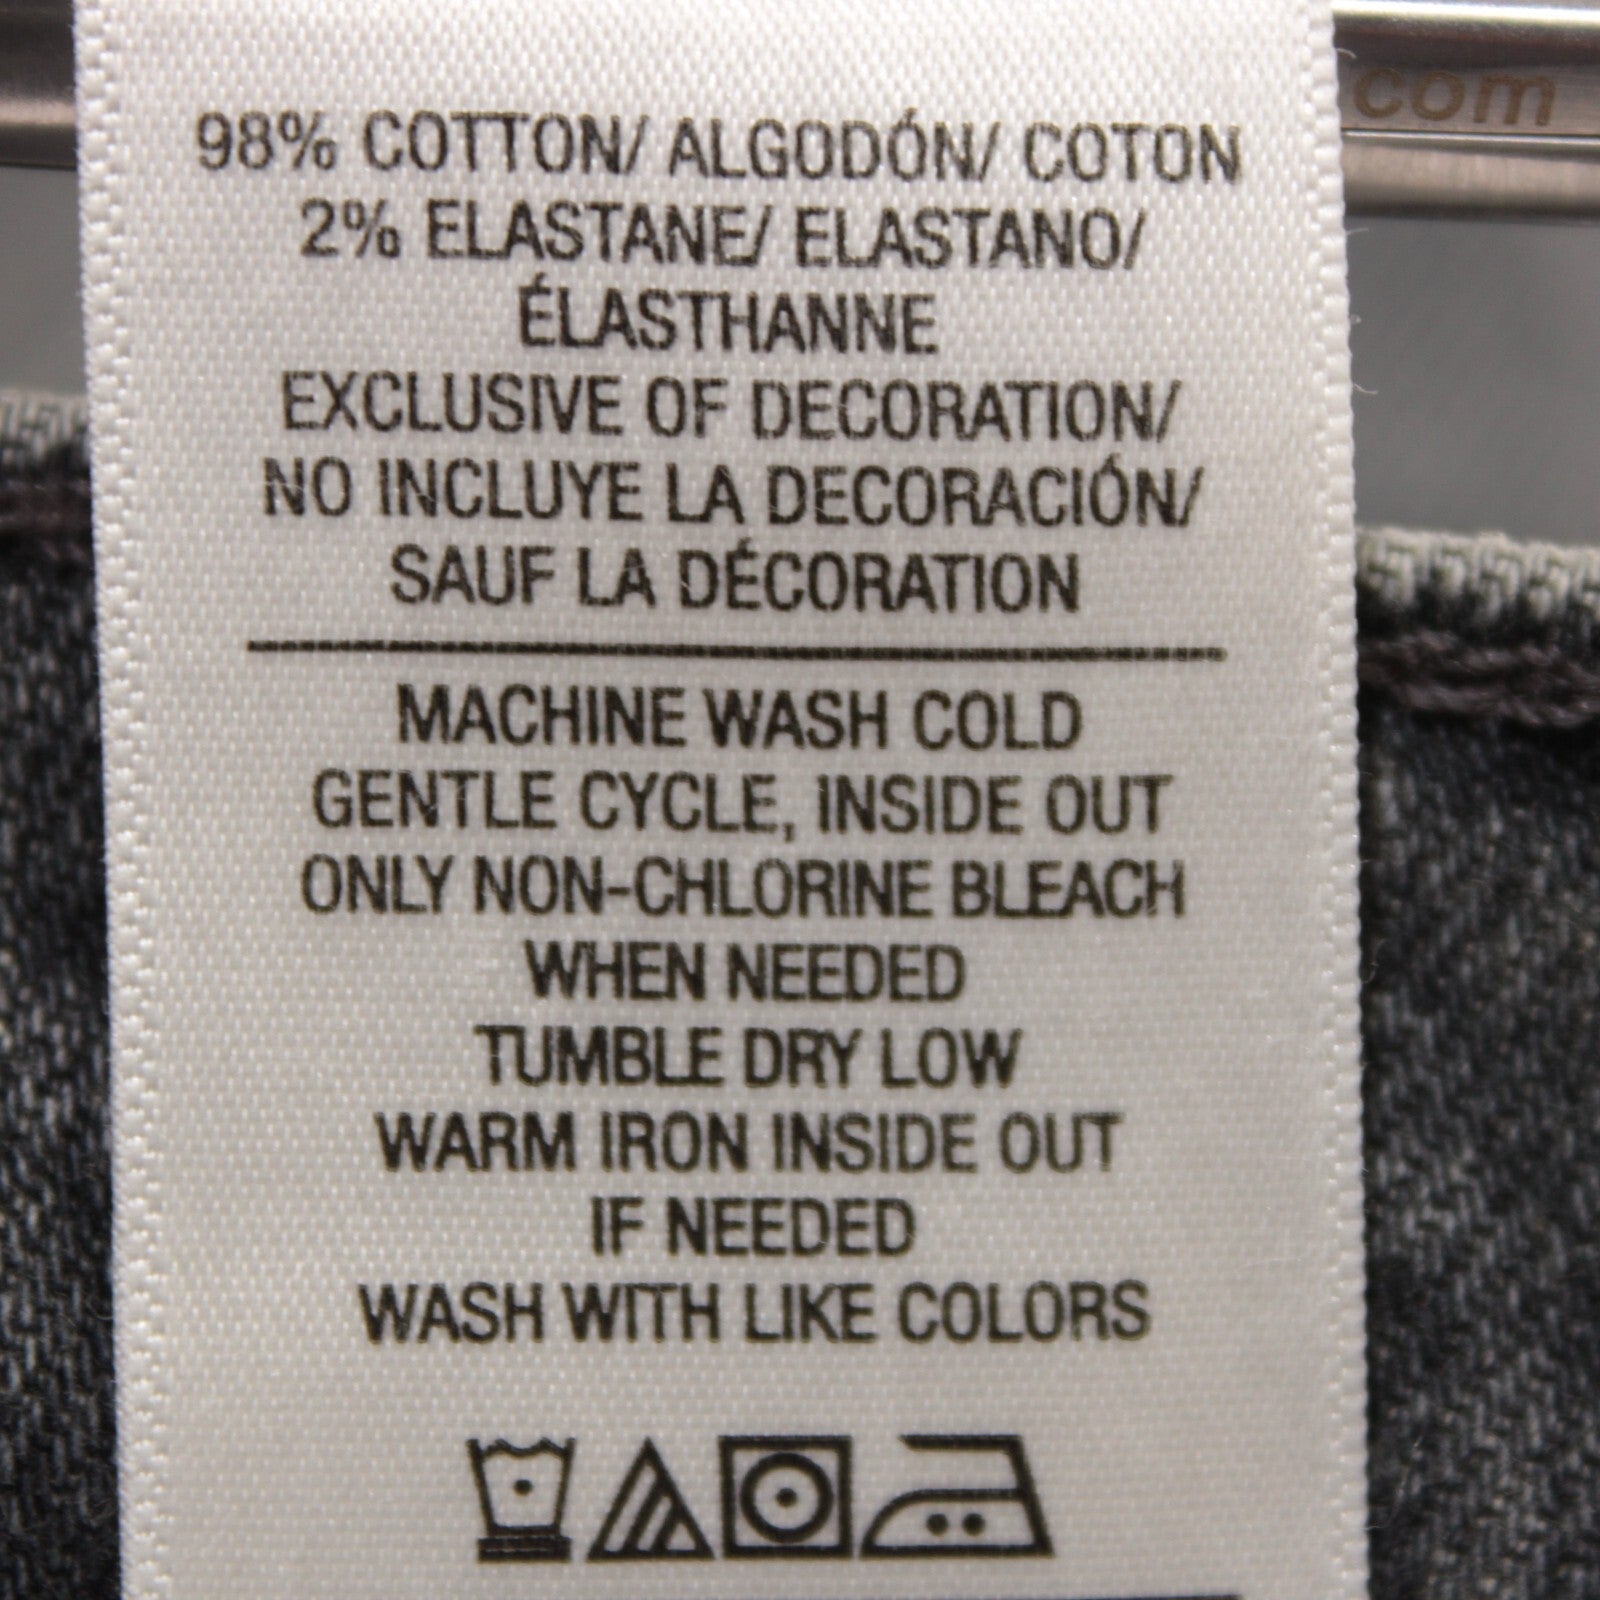 com
98% COTTON/ ALGODÓN/ COTON
2% ELASTANE/ ELASTANO/
ÉLASTHANNE
EXCLUSIVE OF DECORATION/
NO INCLUYE LA DECORACIÓN/
SAUF LA DÉCORATION
MACHINE WASH COLD
GENTLE CYCLE, INSIDE OUT
ONLY NON-CHLORINE BLEACH
WHEN NEEDED
TUMBLE DRY LOW
WARM IRON INSIDE OUT
IF NEEDED
WASH WITH LIKE COLORS